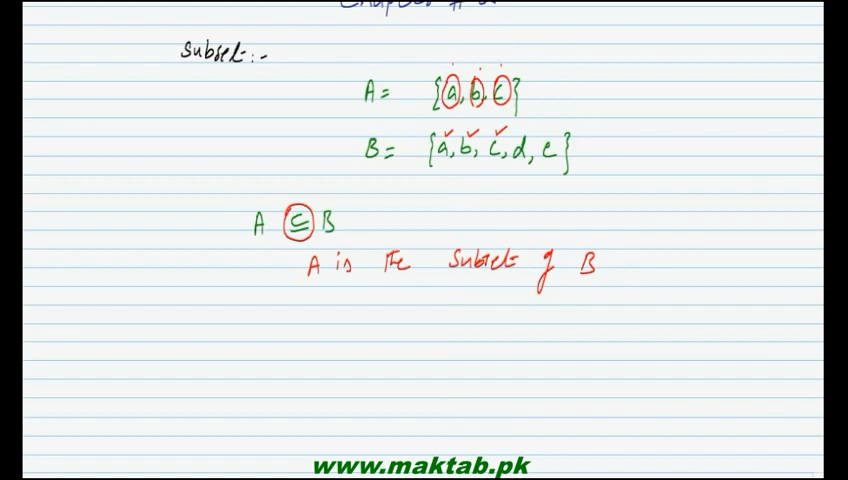 Subset:-
A= {a, b, c}
B= {a, b, c, d, e}
A ⊆ B
A is the Subset of B
www.maktab.pk